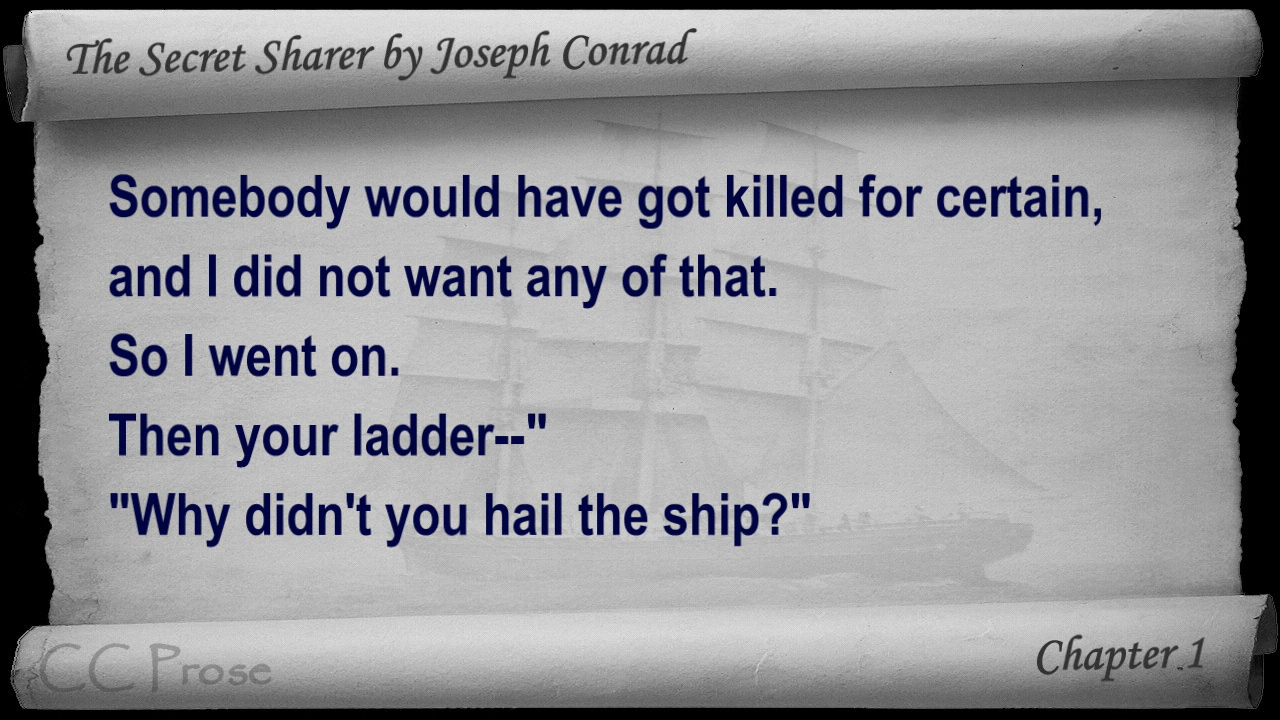 The Secret Sharer by Joseph Conrad
Somebody would have got killed for certain,
and I did not want any of that.
So I went on.
Then your ladder--"
"Why didn't you hail the ship?"
CC Prose
Chapter 1